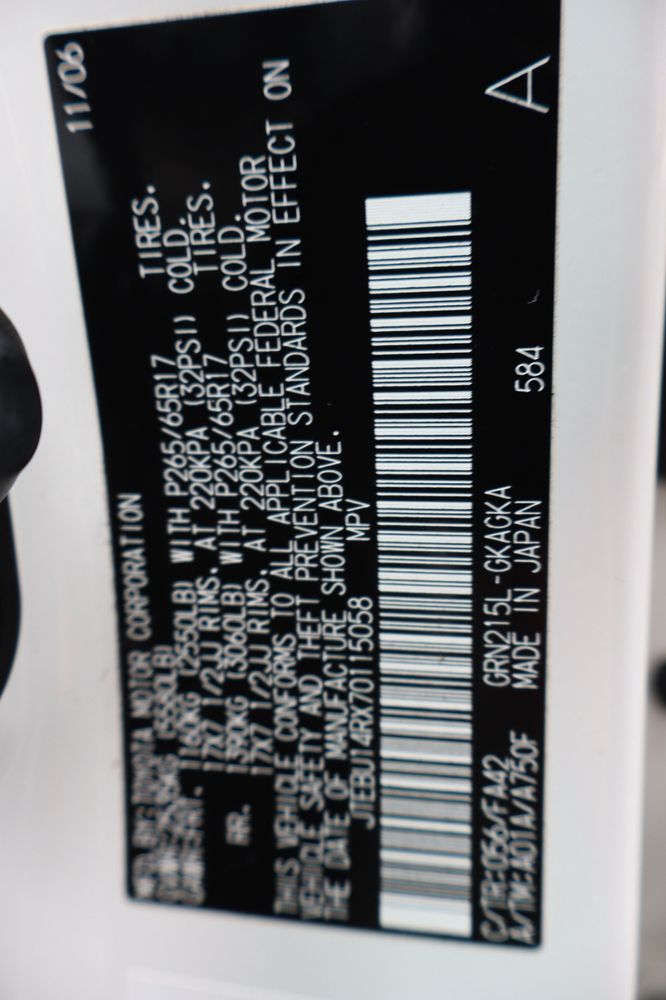 MFD. BY: TOYOTA MOTOR CORPORATION 11/06
(5580LB)
1160KG (2550LB) WITH P265/65R17 TIRES.
17X7 1/2JJ RIMS. AT 220KPA (32PSI) COLD.
RR. 1390KG (3060LB) WITH P265/65R17 TIRES.
17X7 1/2JJ RIMS. AT 220KPA (32PSI) COLD.
THIS VEHICLE CONFORMS TO ALL APPLICABLE FEDERAL MOTOR
VEHICLE SAFETY AND THEFT PREVENTION STANDARDS IN EFFECT ON
THE DATE OF MANUFACTURE SHOWN ABOVE.
JTEBU14RX70115058 MPV
C/TR:056/FA42 GRN215L-GKAGKA
A/TM:A01A/A750F MADE IN JAPAN 584 A